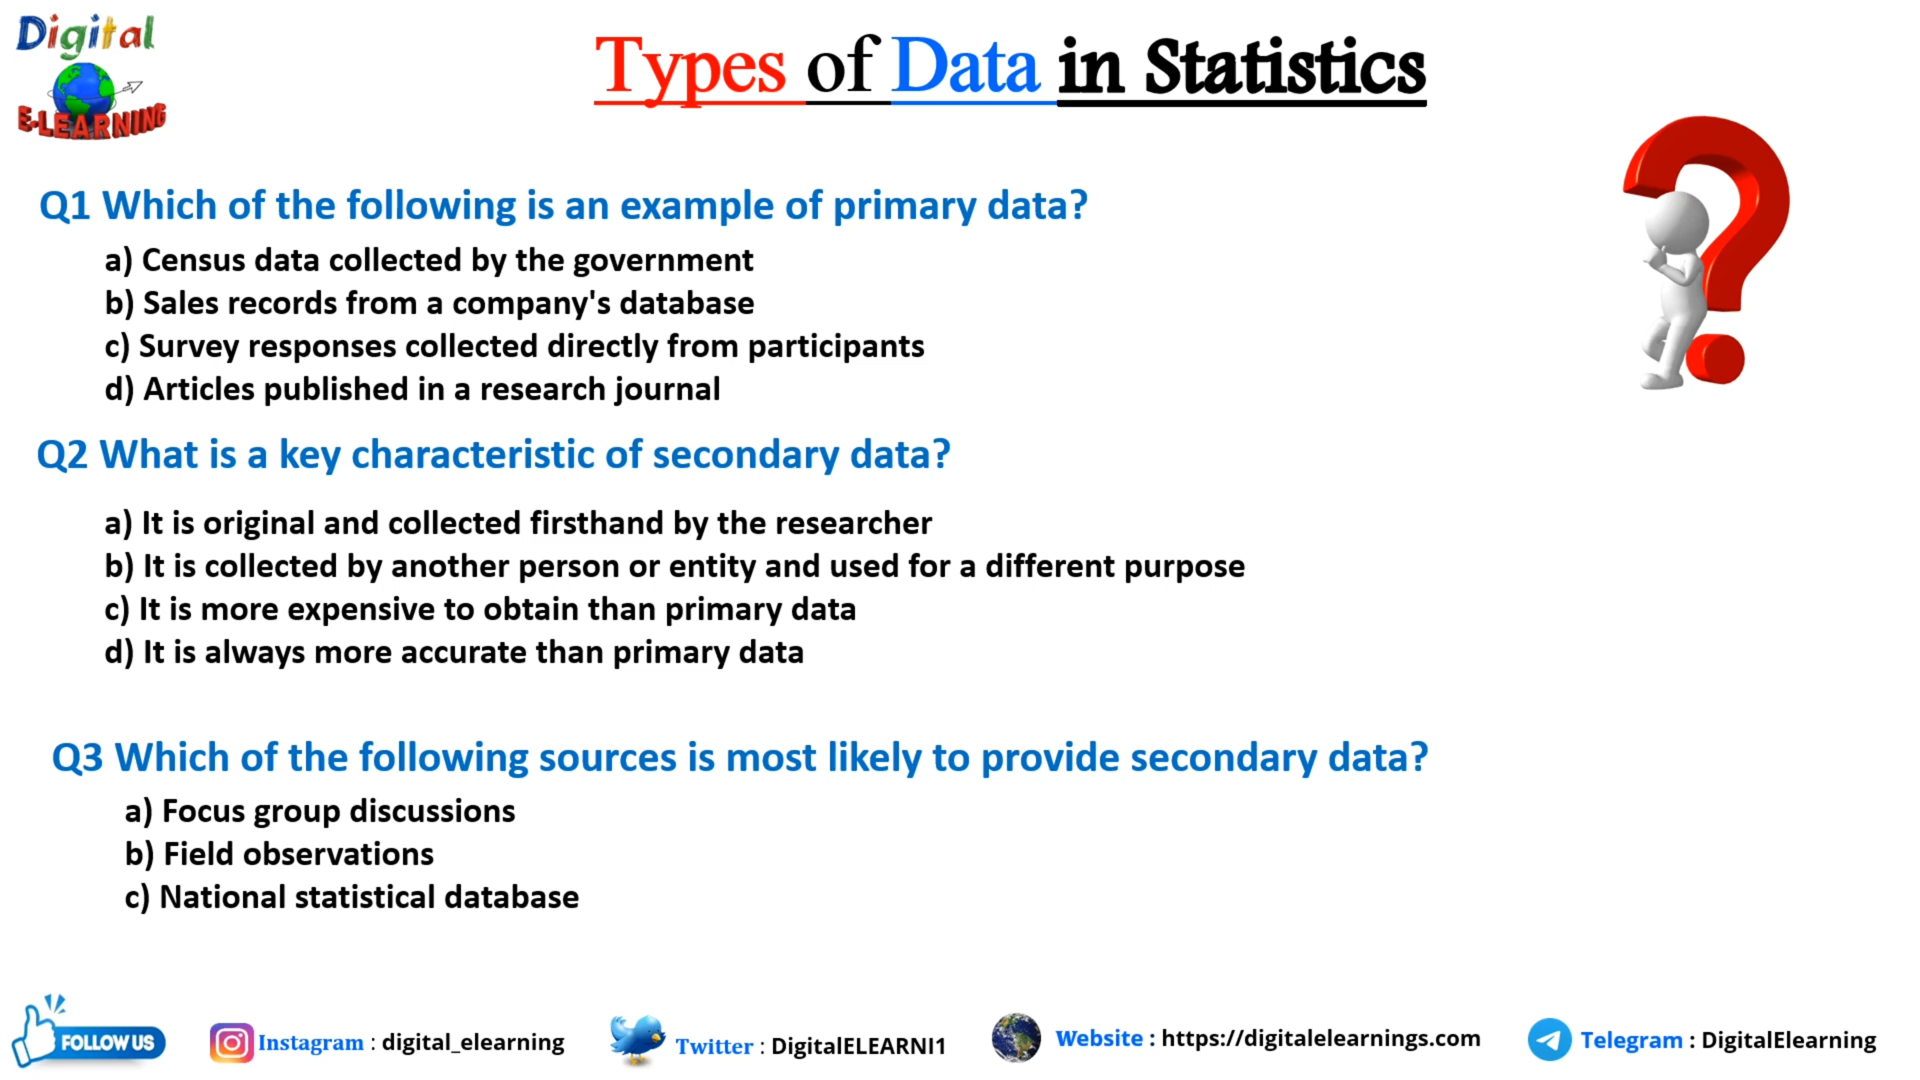 Digital
E-LEARNING
Types of Data in Statistics
Q1 Which of the following is an example of primary data?
a) Census data collected by the government
b) Sales records from a company's database
c) Survey responses collected directly from participants
d) Articles published in a research journal
Q2 What is a key characteristic of secondary data?
a) It is original and collected firsthand by the researcher
b) It is collected by another person or entity and used for a different purpose
c) It is more expensive to obtain than primary data
d) It is always more accurate than primary data
Q3 Which of the following sources is most likely to provide secondary data?
a) Focus group discussions
b) Field observations
c) National statistical database
FOLLOW US
Instagram : digital_elearning
Twitter : DigitalELEARNI1
Website : https://digitalelearnings.com
Telegram : DigitalElearning